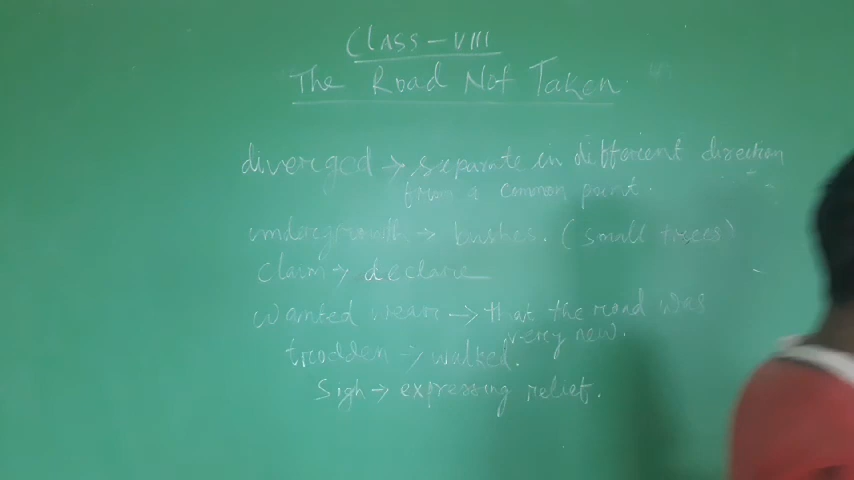 Class - VIII
The Road Not Taken
diverged → separate in different direction
from a common point.
undergrowth → bushes. (small trees)
claim → declare
wanted wear → that the road was
very new.
trodden → walked.
Sigh → expressing relief.